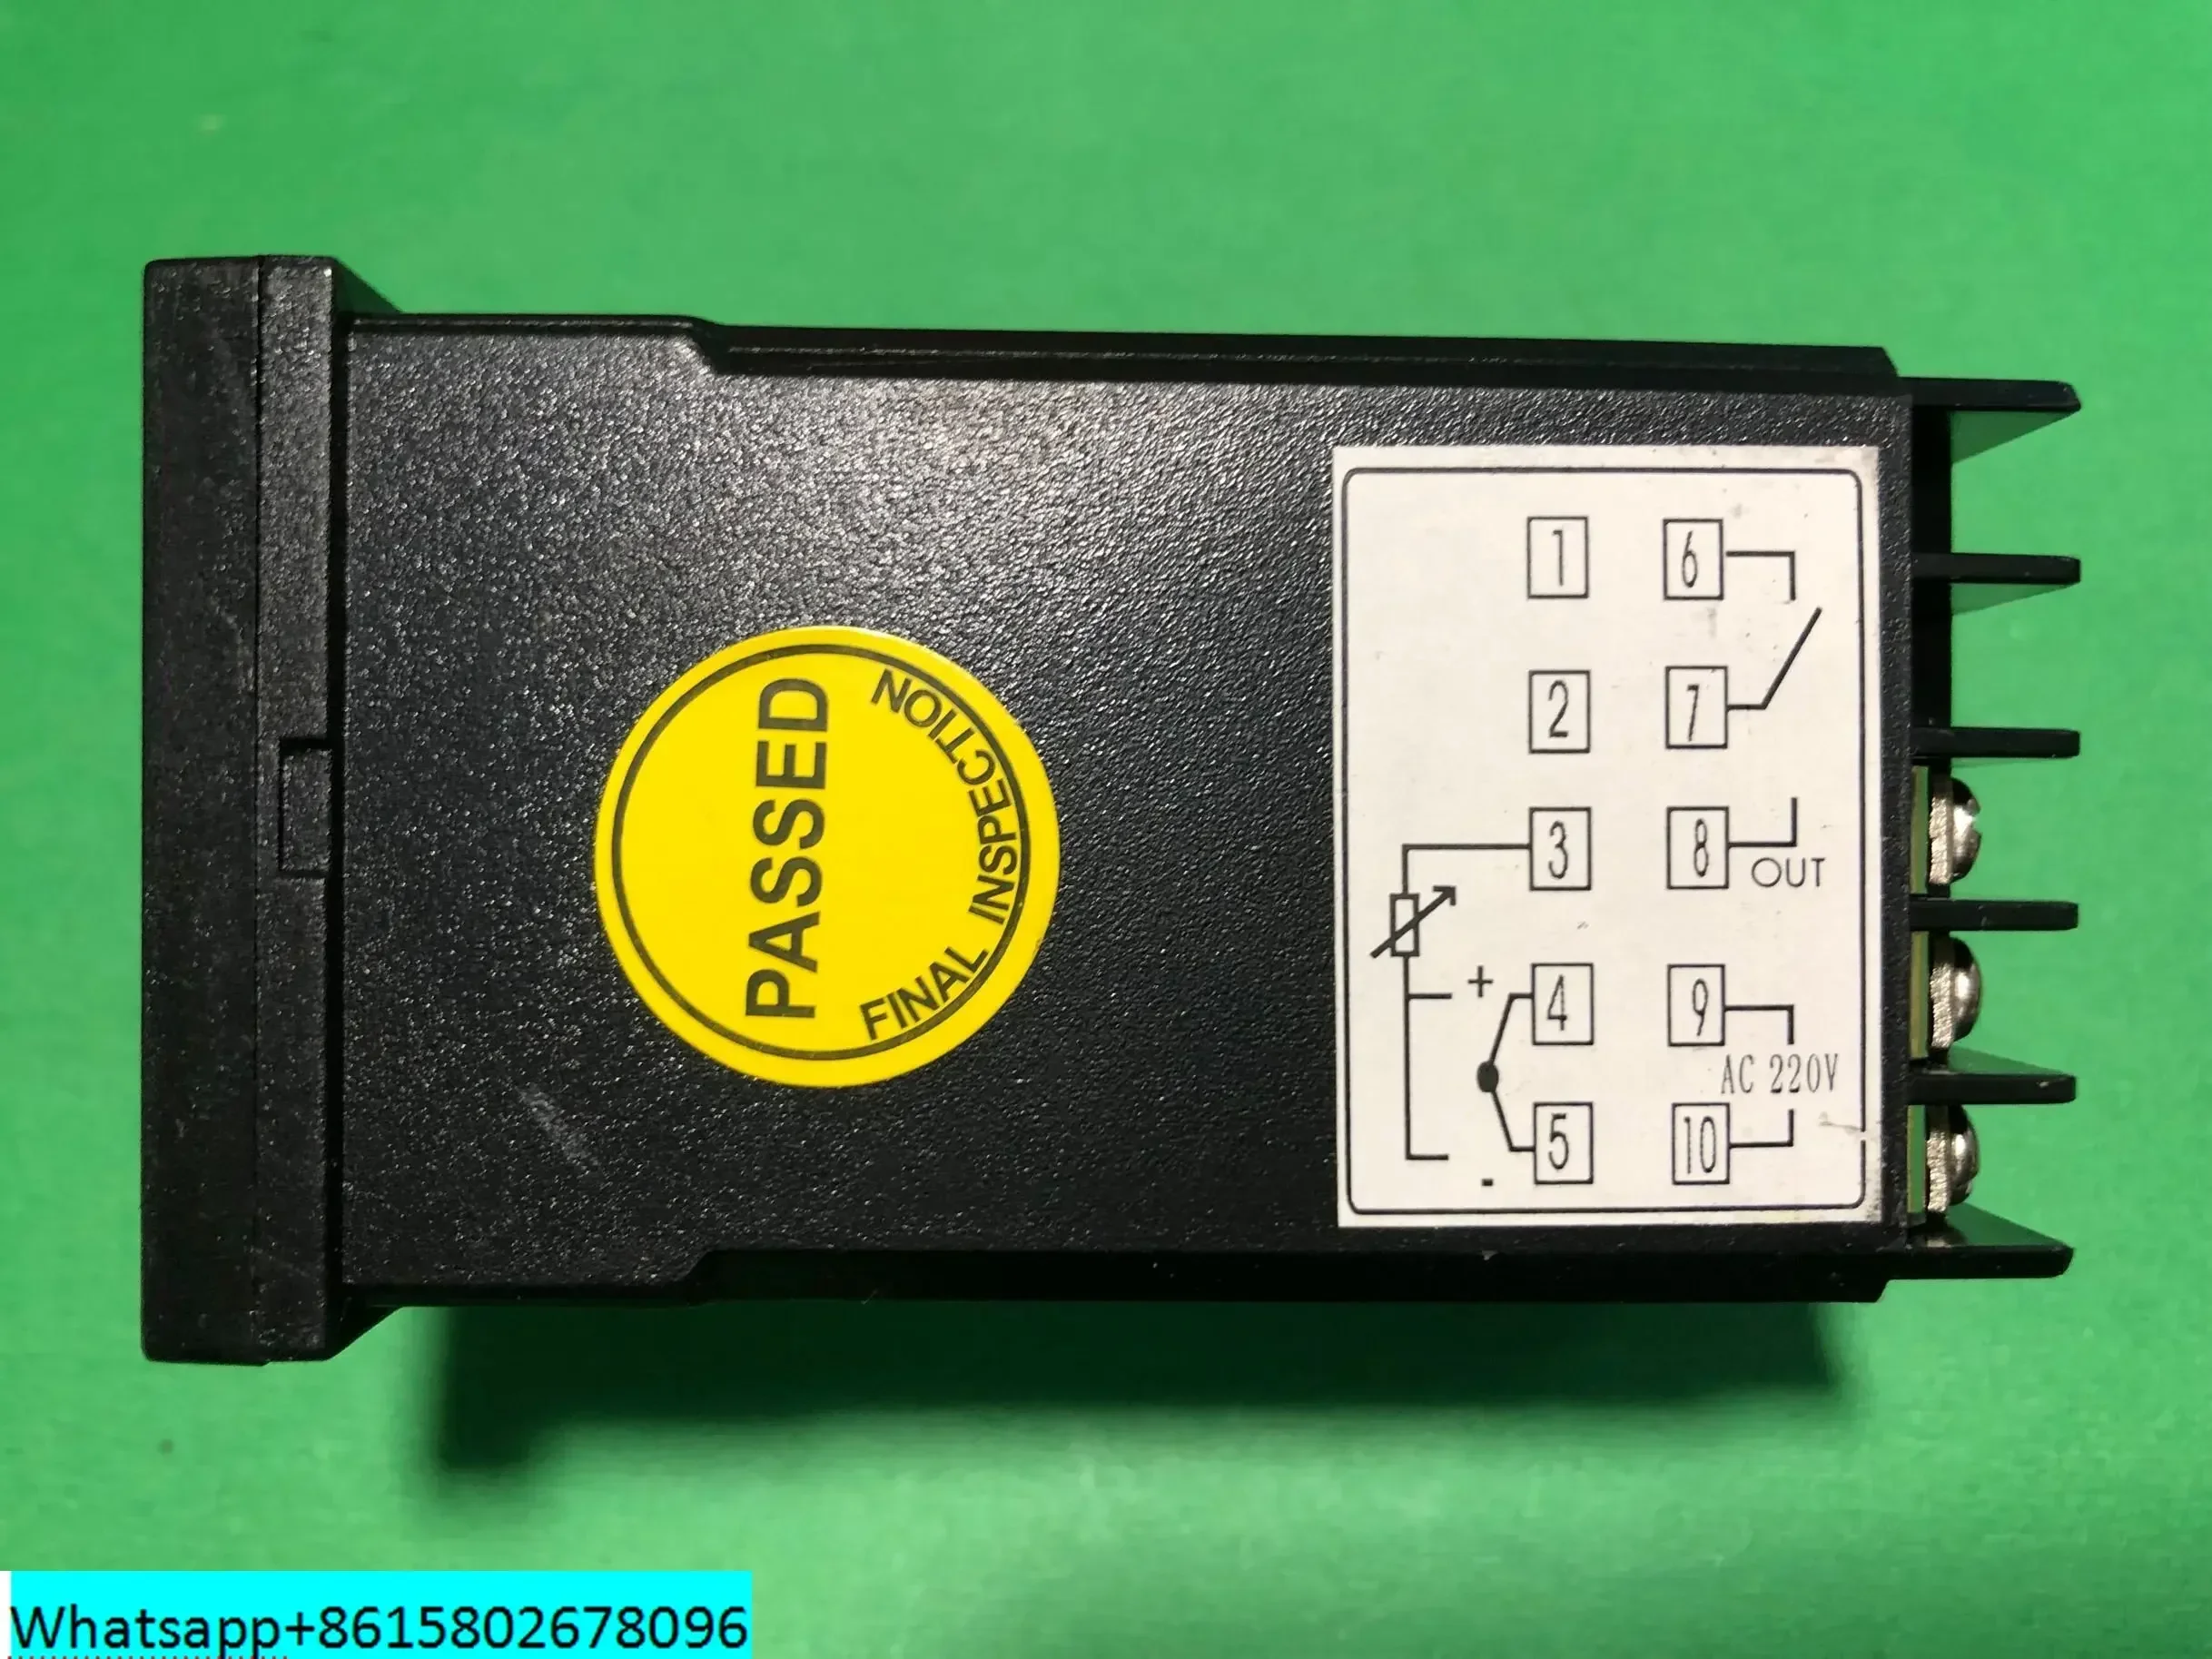 PASSED
FINAL INSPECTION
1 6
2 7
3 8
OUT
+ 4 9
AC 220V
- 5 10
Whatsapp+8615802678096